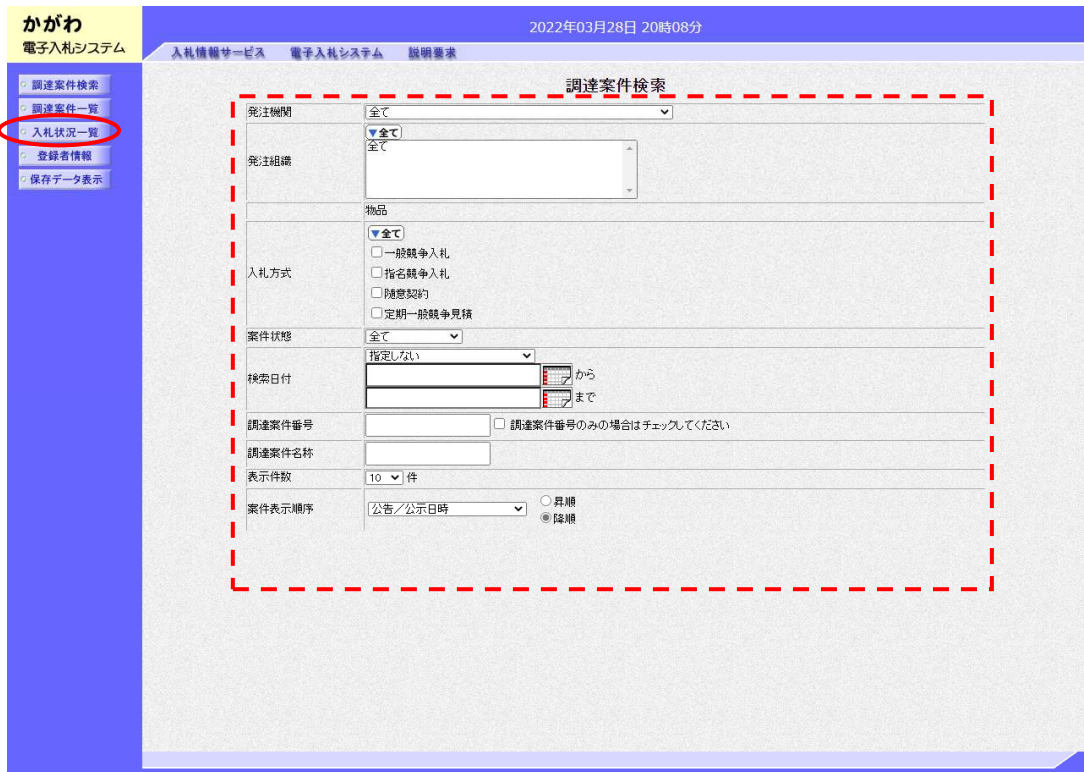 かがわ
電子入札システム
2022年03月28日 20時08分
入札情報サービス 電子入札システム 説明要求
調達案件検索
調達案件一覧
入札状況一覧
登録者情報
保存データ表示
調達案件検索
発注機関 全て
発注組織 ▼全て
全て
物品
入札方式 ▼全て
一般競争入札
指名競争入札
随意契約
定期一般競争見積
案件状態 全て
検索日付 指定しない
から
まで
調達案件番号 調達案件番号のみの場合はチェックしてください
調達案件名称
表示件数 10 件
案件表示順序 公告/公示日時 昇順
降順